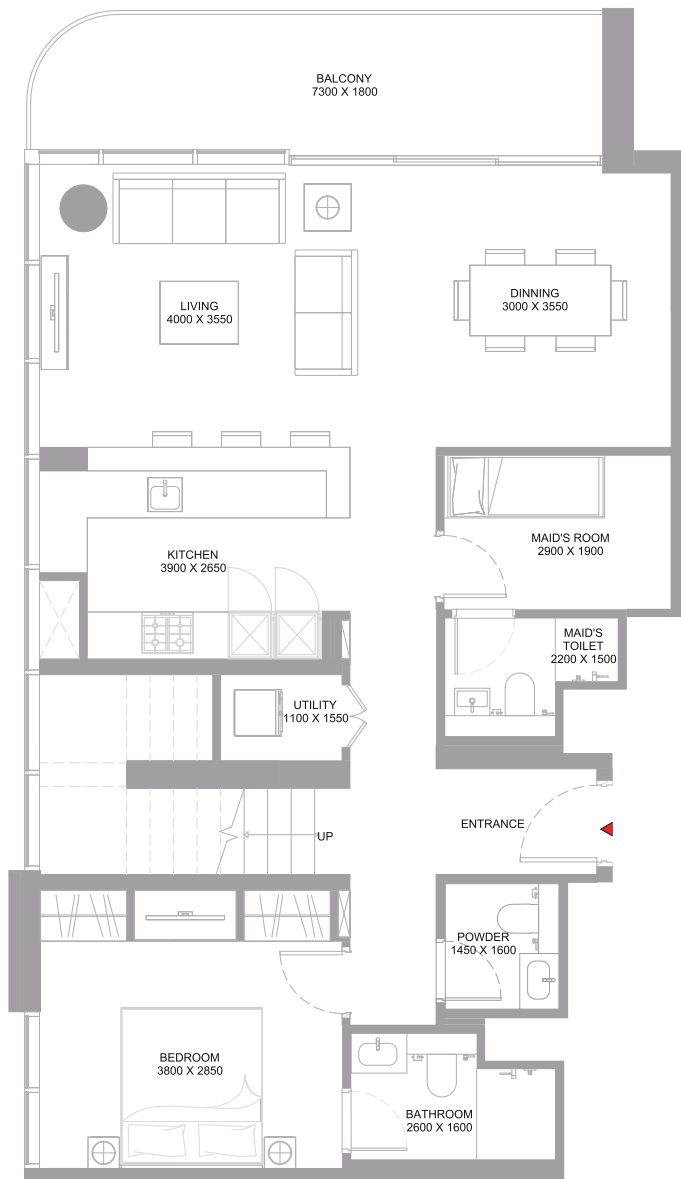 BALCONY
7300 X 1800
LIVING
4000 X 3550
DINNING
3000 X 3550
KITCHEN
3900 X 2650
MAID'S ROOM
2900 X 1900
MAID'S
TOILET
2200 X 1500
UTILITY
1100 X 1550
UP
ENTRANCE
POWDER
1450 X 1600
BEDROOM
3800 X 2850
BATHROOM
2600 X 1600